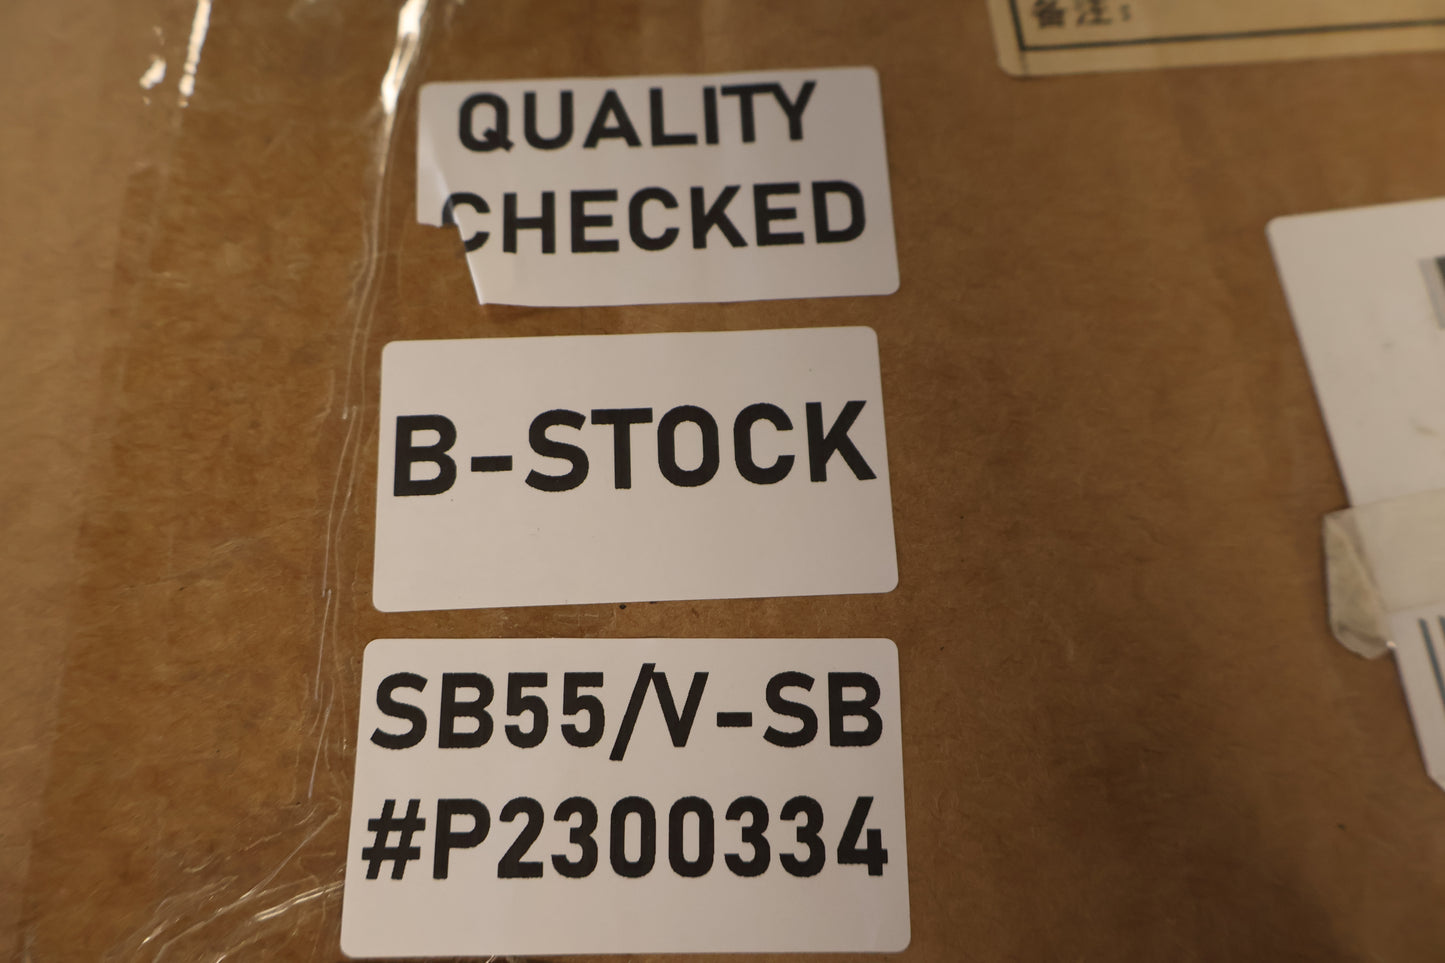 备注:
QUALITY
CHECKED
B-STOCK
SB55/V-SB
#P2300334